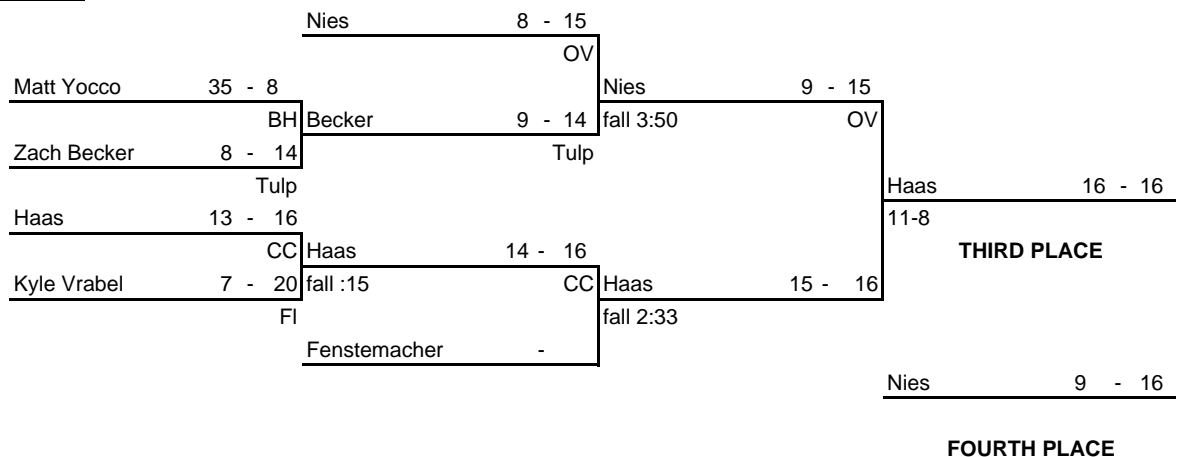 Nies 8 - 15
OV
Matt Yocco 35 - 8 Nies 9 - 15
BH Becker 9 - 14 fall 3:50 OV
Zach Becker 8 - 14 Tulp
Tulp Haas 16 - 16
Haas 13 - 16 11-8
CC Haas 14 - 16 THIRD PLACE
Kyle Vrabel 7 - 20 fall :15 CC Haas 15 - 16
Fl fall 2:33
Fenstemacher -
Nies 9 - 16
FOURTH PLACE